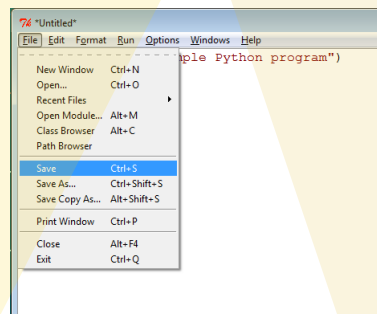 *Untitled*
File Edit Format Run Options Windows Help
ple Python program")
New Window Ctrl+N
Open... Ctrl+O
Recent Files
Open Module... Alt+M
Class Browser Alt+C
Path Browser
Save Ctrl+S
Save As... Ctrl+Shift+S
Save Copy As... Alt+Shift+S
Print Window Ctrl+P
Close Alt+F4
Exit Ctrl+Q